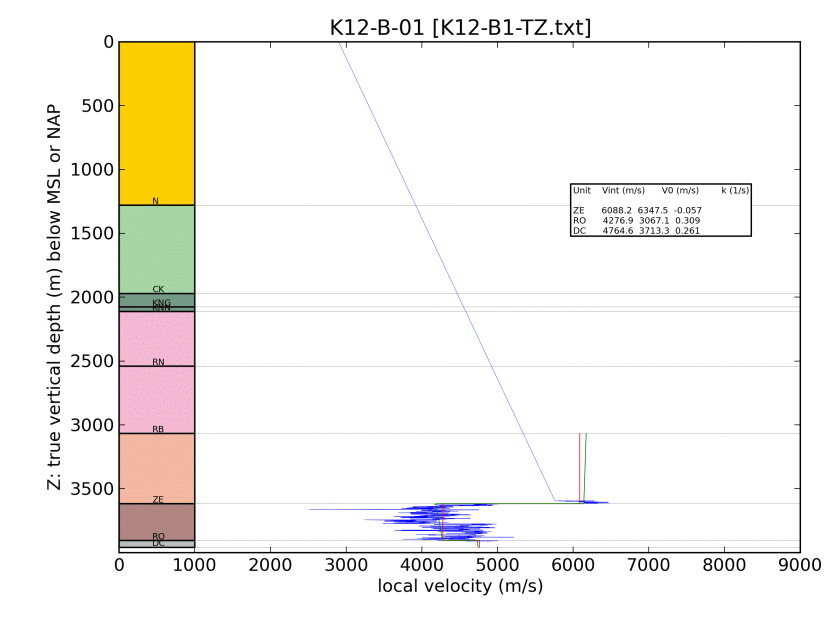 K12-B-01 [K12-B1-TZ.txt]
Z: true vertical depth (m) below MSL or NAP
0
500
1000
1500
2000
2500
3000
3500
N
CK
KNG
KNN
RN
RB
ZE
RO
DC
Unit Vint (m/s) V0 (m/s) k (1/s)
ZE 6088.2 6347.5 -0.057
RO 4276.9 3067.1 0.309
DC 4764.6 3713.3 0.261
0 1000 2000 3000 4000 5000 6000 7000 8000 9000
local velocity (m/s)